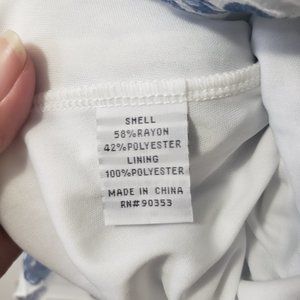 SHELL
58%RAYON
42%POLYESTER
LINING
100%POLYESTER
MADE IN CHINA
RN#90353